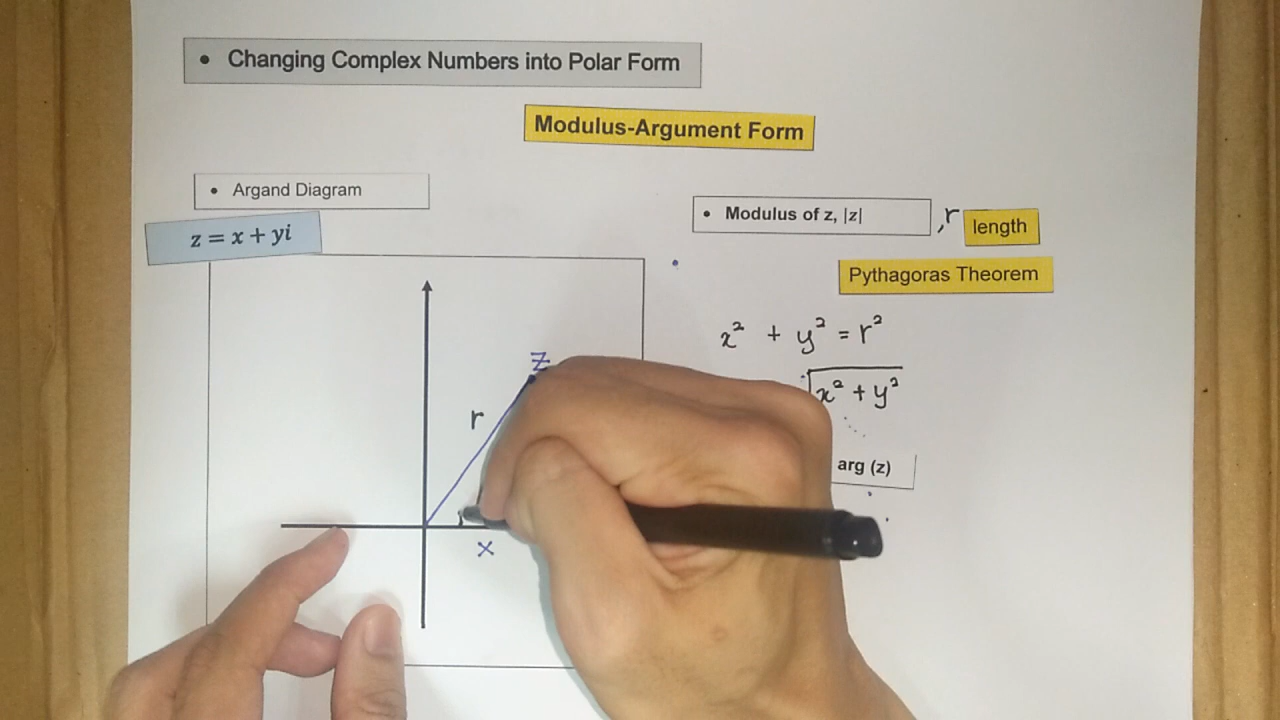 • Changing Complex Numbers into Polar Form
Modulus-Argument Form
• Argand Diagram
z = x + yi
• Modulus of z, |z| , r length
Pythagoras Theorem
x² + y² = r²
√x² + y²
arg (z)
z
r
x